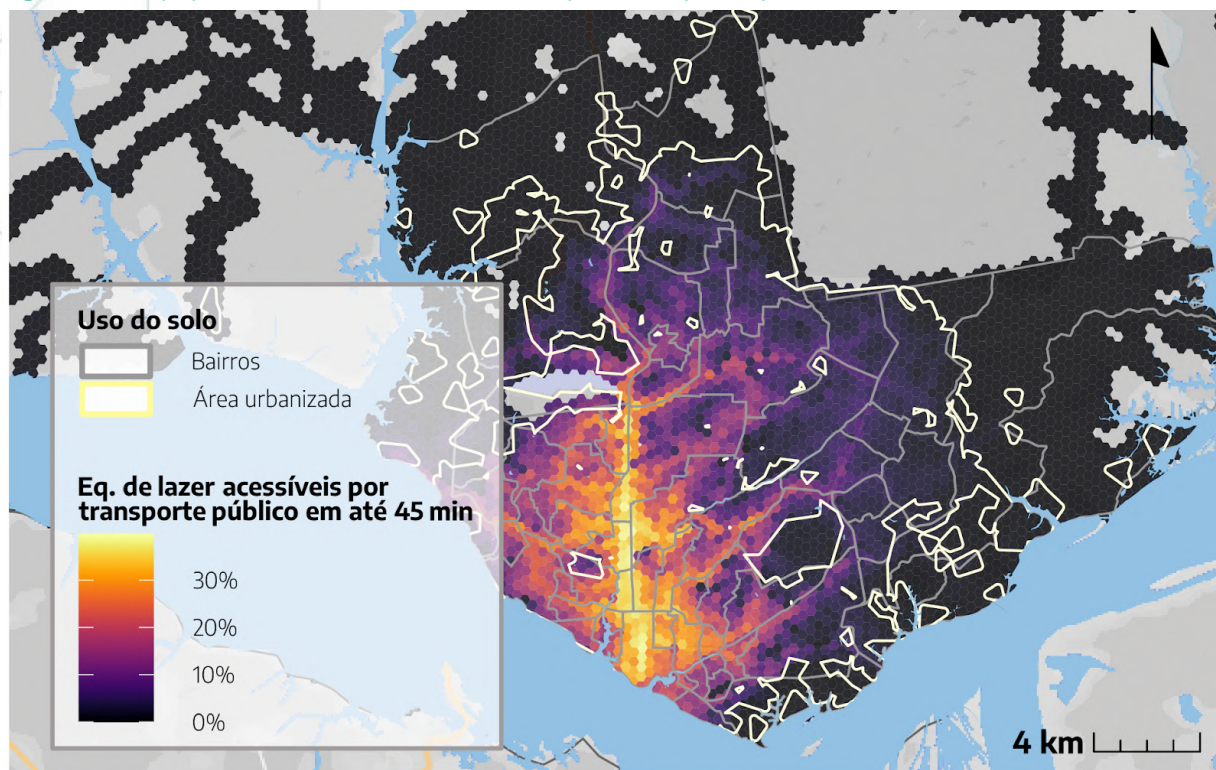 Uso do solo
Bairros
Área urbanizada
Eq. de lazer acessíveis por
transporte público em até 45 min
30%
20%
10%
0%
4 km